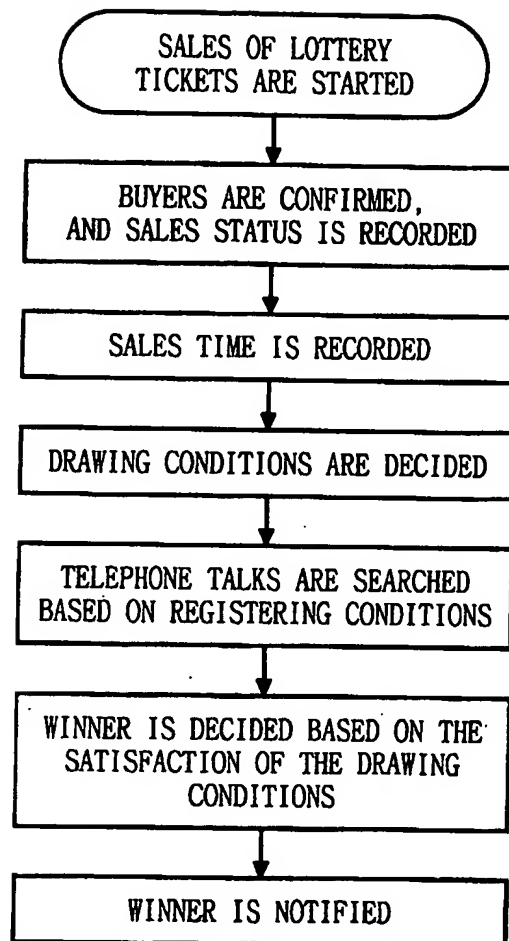 SALES OF LOTTERY
TICKETS ARE STARTED
BUYERS ARE CONFIRMED,
AND SALES STATUS IS RECORDED
SALES TIME IS RECORDED
DRAWING CONDITIONS ARE DECIDED
TELEPHONE TALKS ARE SEARCHED
BASED ON REGISTERING CONDITIONS
WINNER IS DECIDED BASED ON THE
SATISFACTION OF THE DRAWING
CONDITIONS
WINNER IS NOTIFIED